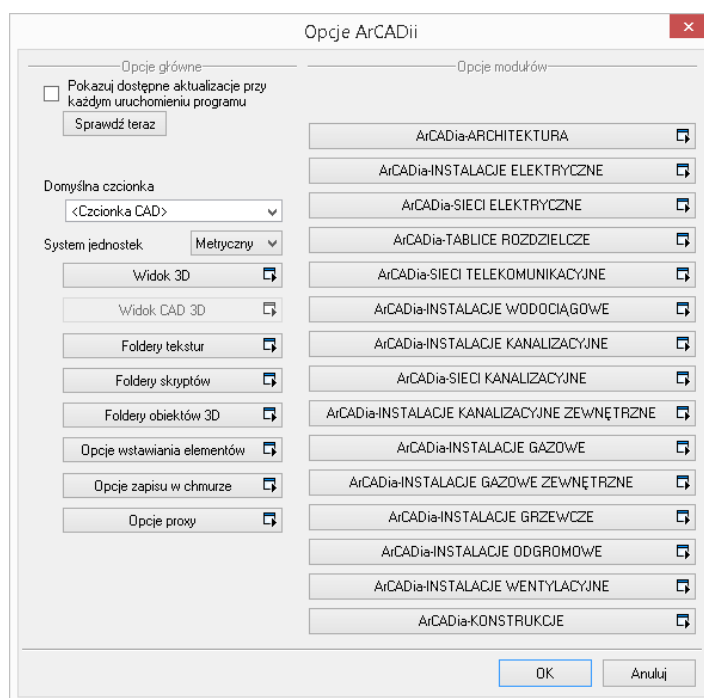 Opcje ArCADii
Opcje główne
Pokazuj dostępne aktualizacje przy
każdym uruchomieniu programu
Sprawdź teraz
Domyślna czcionka
<Czcionka CAD>
System jednostek Metryczny
Widok 3D
Widok CAD 3D
Foldery tekstur
Foldery skryptów
Foldery obiektów 3D
Opcje wstawiania elementów
Opcje zapisu w chmurze
Opcje proxy
Opcje modułów
ArCADia-ARCHITEKTURA
ArCADia-INSTALACJE ELEKTRYCZNE
ArCADia-SIECI ELEKTRYCZNE
ArCADia-TABLICE ROZDZIELCZE
ArCADia-SIECI TELEKOMUNIKACYJNE
ArCADia-INSTALACJE WODOCIĄGOWE
ArCADia-INSTALACJE KANALIZACYJNE
ArCADia-SIECI KANALIZACYJNE
ArCADia-INSTALACJE KANALIZACYJNE ZEWNĘTRZNE
ArCADia-INSTALACJE GAZOWE
ArCADia-INSTALACJE GAZOWE ZEWNĘTRZNE
ArCADia-INSTALACJE GRZEWCZE
ArCADia-INSTALACJE ODGROMOWE
ArCADia-INSTALACJE WENTYLACYJNE
ArCADia-KONSTRUKCJE
OK Anuluj